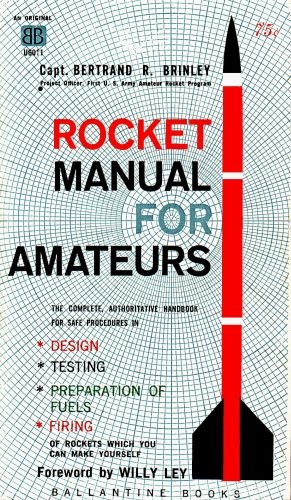 AN ORIGINAL
BB
U6011
75¢
Capt. BERTRAND R. BRINLEY
Project Officer, First U. S. Army Amateur Rocket Program
ROCKET
MANUAL
FOR
AMATEURS
THE COMPLETE, AUTHORITATIVE HANDBOOK
FOR SAFE PROCEDURES IN
* DESIGN
* TESTING
* PREPARATION OF
FUELS
* FIRING
OF ROCKETS WHICH YOU
CAN MAKE YOURSELF
Foreword by WILLY LEY
BALLANTINE BOOKS